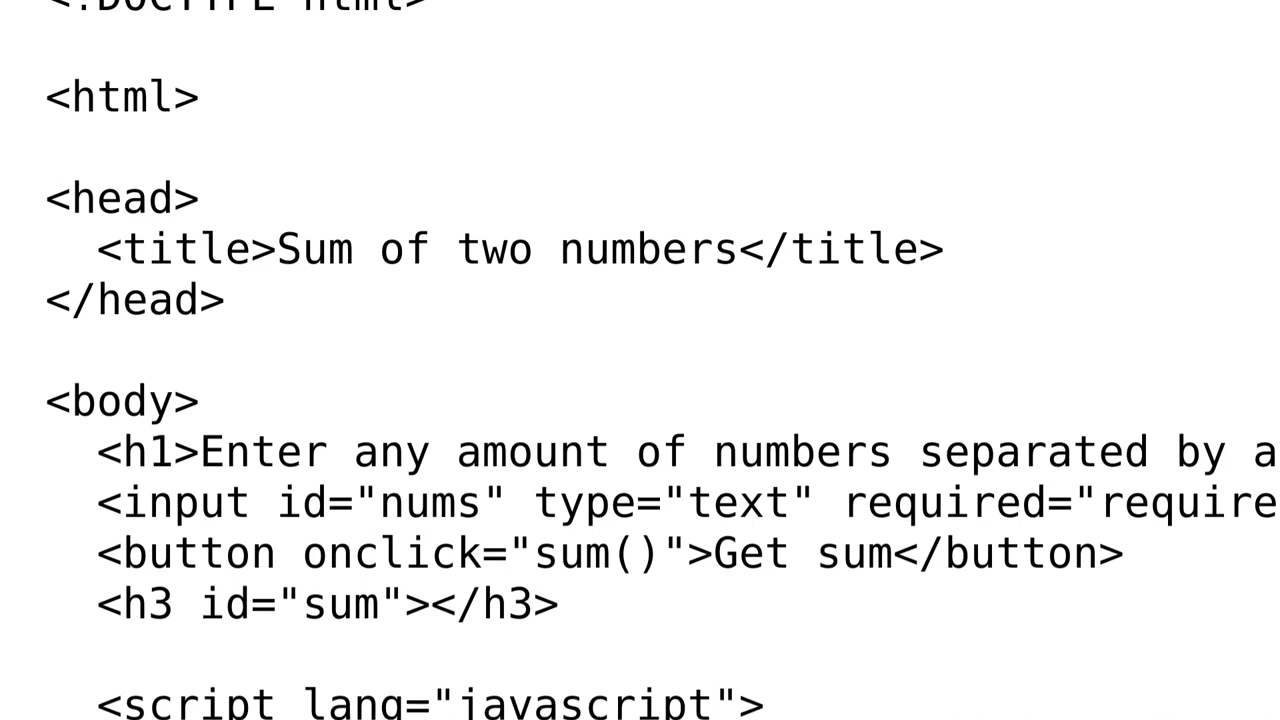 <!DOCTYPE html>
<html>
<head>
<title>Sum of two numbers</title>
</head>
<body>
<h1>Enter any amount of numbers separated by a
<input id="nums" type="text" required="require
<button onclick="sum()">Get sum</button>
<h3 id="sum"></h3>
<script lang="javascript">